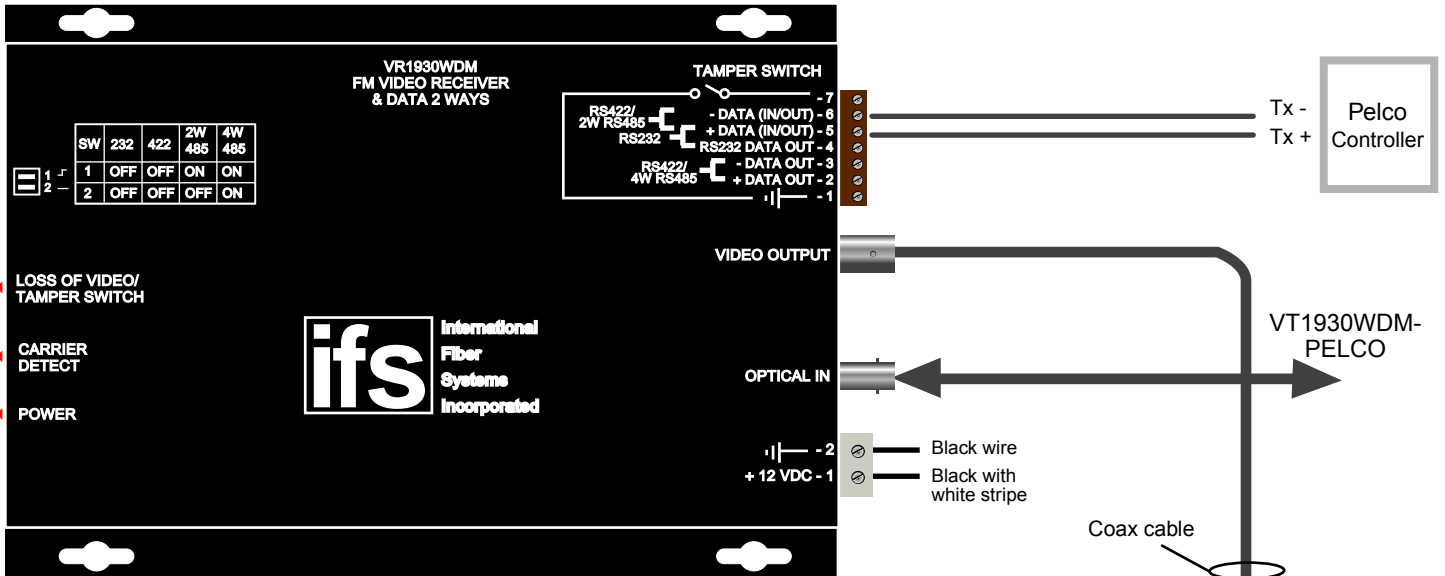 VR1930WDM
FM VIDEO RECEIVER
& DATA 2 WAYS
SW 232 422 2W 485 4W 485
1 OFF OFF ON ON
2 OFF OFF OFF ON
1
2
TAMPER SWITCH
- 7
- DATA (IN/OUT) - 6
+ DATA (IN/OUT) - 5
RS232 DATA OUT - 4
- DATA OUT - 3
+ DATA OUT - 2
- 1
RS422/
2W RS485
RS232
RS422/
4W RS485
Tx -
Tx +
Pelco
Controller
VIDEO OUTPUT
LOSS OF VIDEO/
TAMPER SWITCH
CARRIER
DETECT
POWER
ifs
International
Fiber
Systems
Incorporated
OPTICAL IN
VT1930WDM-
PELCO
- 2
+ 12 VDC - 1
Black wire
Black with
white stripe
Coax cable